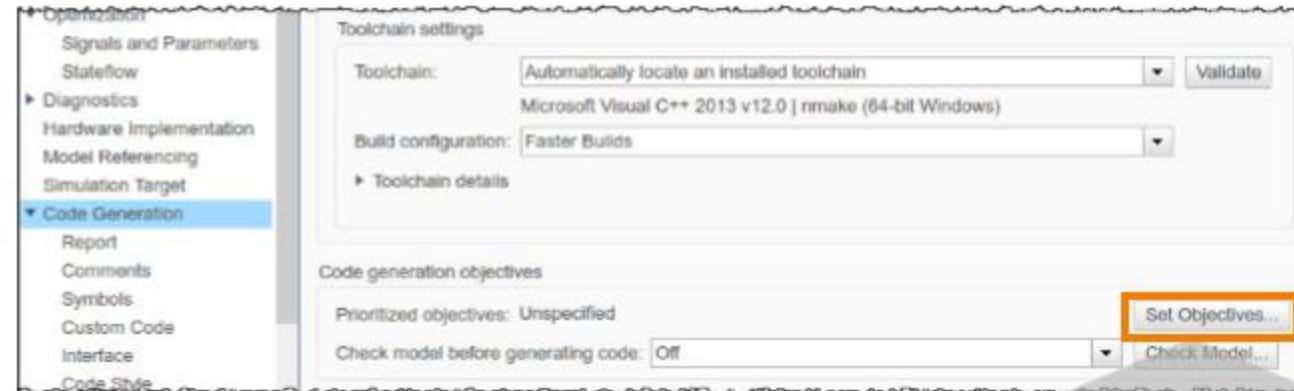 Optimization
Signals and Parameters
Stateflow
Diagnostics
Hardware Implementation
Model Referencing
Simulation Target
Code Generation
Report
Comments
Symbols
Custom Code
Interface
Code Style
Toolchain settings
Toolchain: Automatically locate an installed toolchain Validate
Microsoft Visual C++ 2013 v12.0 | nmake (64-bit Windows)
Build configuration: Faster Builds
Toolchain details
Code generation objectives
Prioritized objectives: Unspecified Set Objectives...
Check model before generating code: Off Check Model...